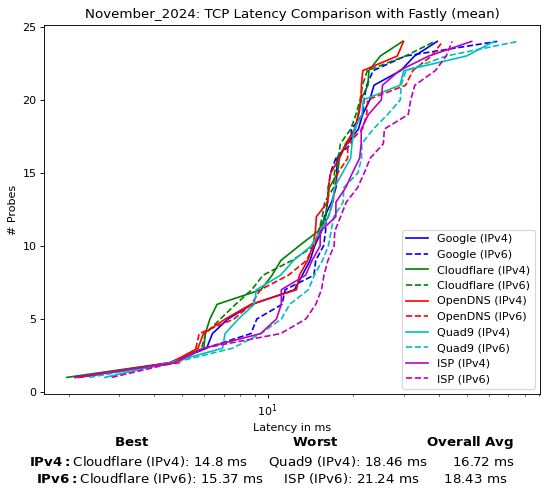 November_2024: TCP Latency Comparison with Fastly (mean)
25
20
15
10
5
0
# Probes
Google (IPv4)
Google (IPv6)
Cloudflare (IPv4)
Cloudflare (IPv6)
OpenDNS (IPv4)
OpenDNS (IPv6)
Quad9 (IPv4)
Quad9 (IPv6)
ISP (IPv4)
ISP (IPv6)
10^1
Latency in ms
Best Worst Overall Avg
IPv4: Cloudflare (IPv4): 14.8 ms Quad9 (IPv4): 18.46 ms 16.72 ms
IPv6: Cloudflare (IPv6): 15.37 ms ISP (IPv6): 21.24 ms 18.43 ms